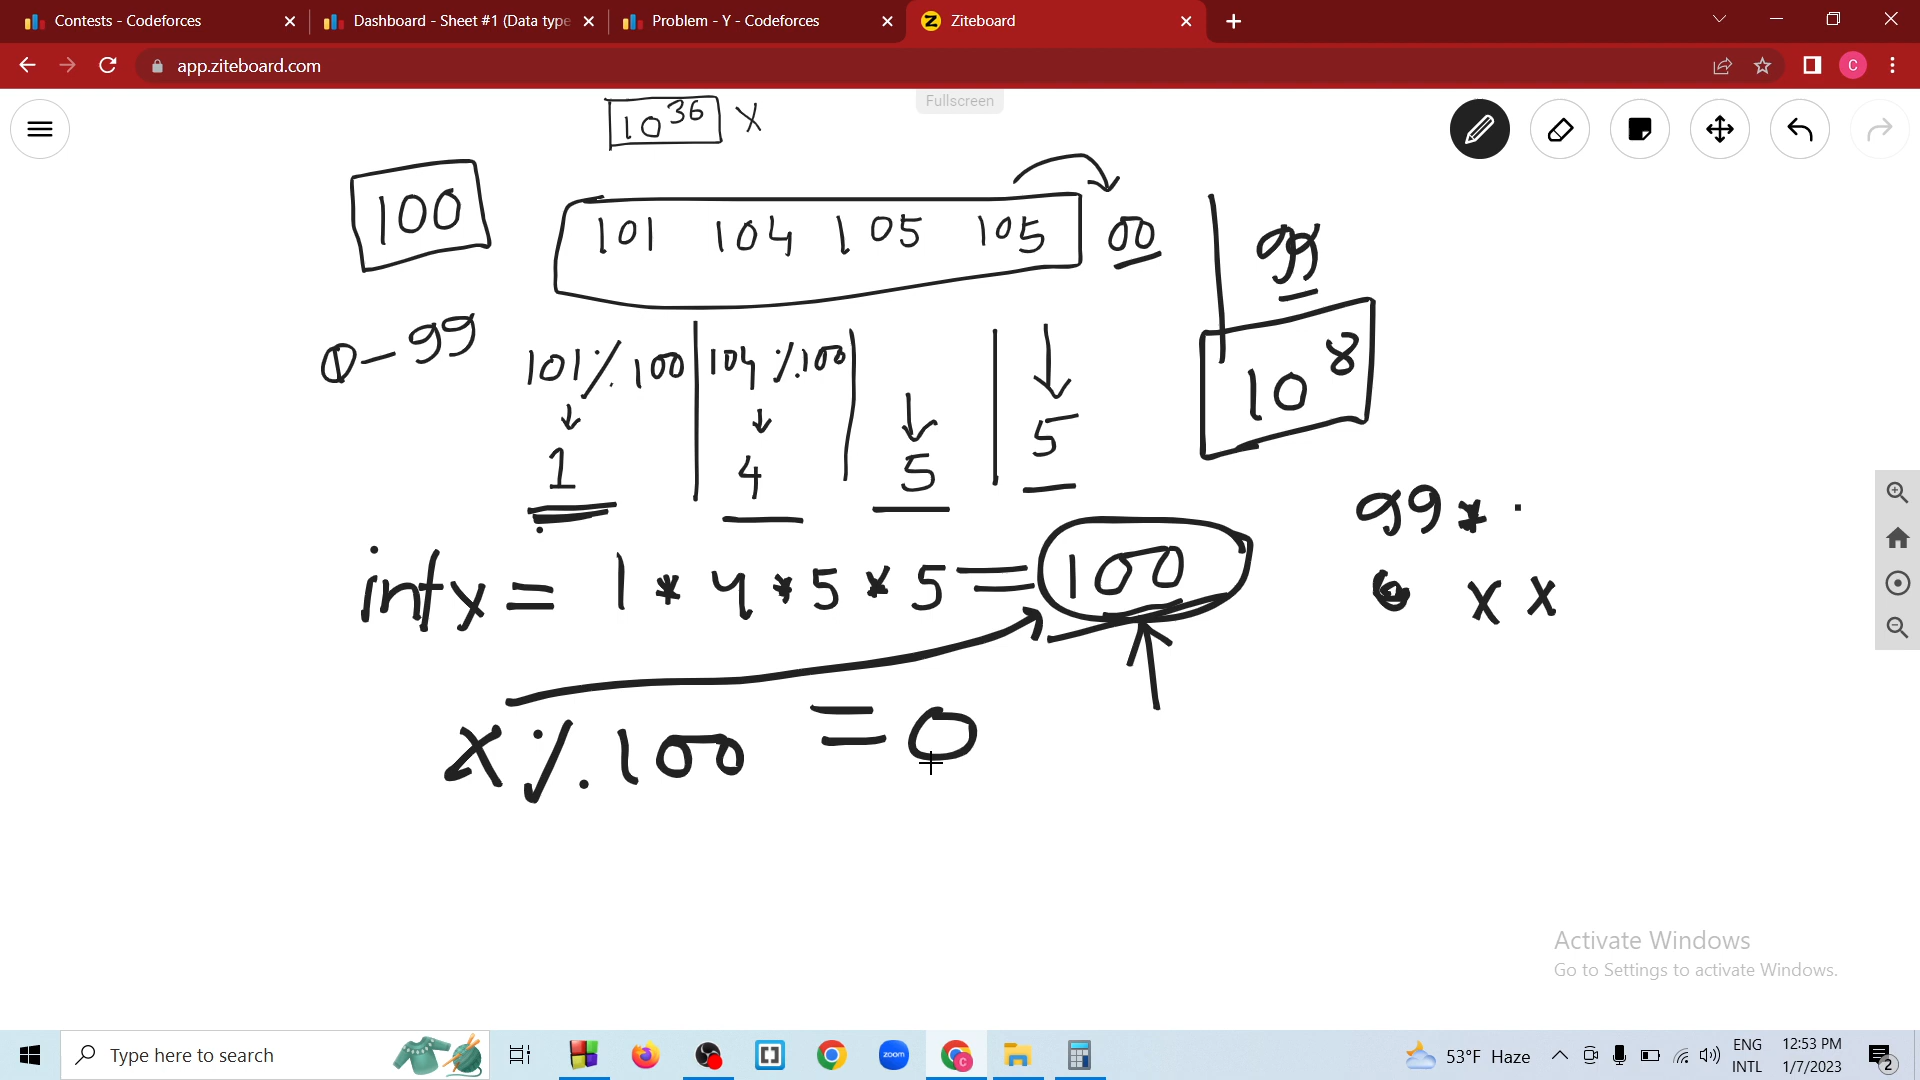 Contests - Codeforces
Dashboard - Sheet #1 (Data type
Problem - Y - Codeforces
Ziteboard
app.ziteboard.com
C
Fullscreen
10^36 X
100
101 104 105 105 00
99
0 - 99
101 % 100 104 % 100
10^8
1 4 5 5
99 *
int x = 1 * 4 * 5 * 5 = 100
x x
x % 100 = 0
Activate Windows
Go to Settings to activate Windows.
Type here to search
zoom
C
53°F Haze
ENG
INTL
12:53 PM
1/7/2023
2